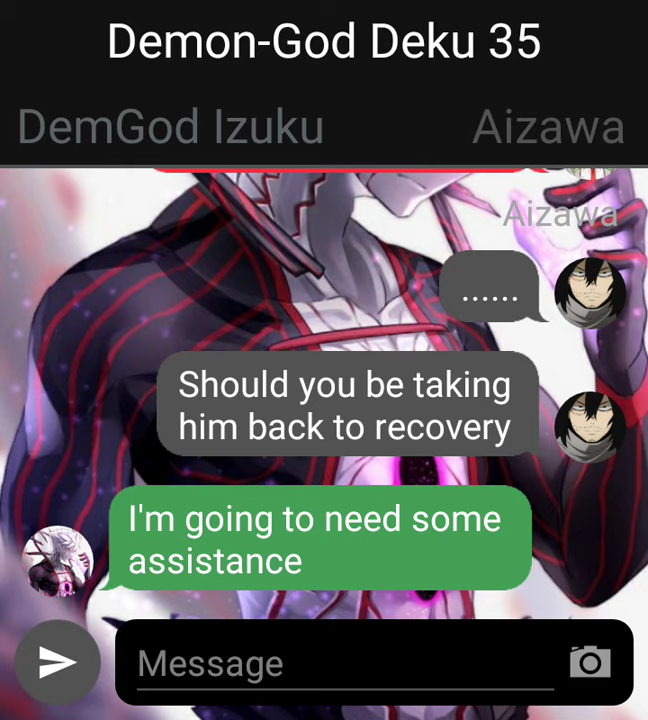 Demon-God Deku 35
DemGod Izuku
Aizawa
Aizawa
......
Should you be taking
him back to recovery
I'm going to need some
assistance
Message